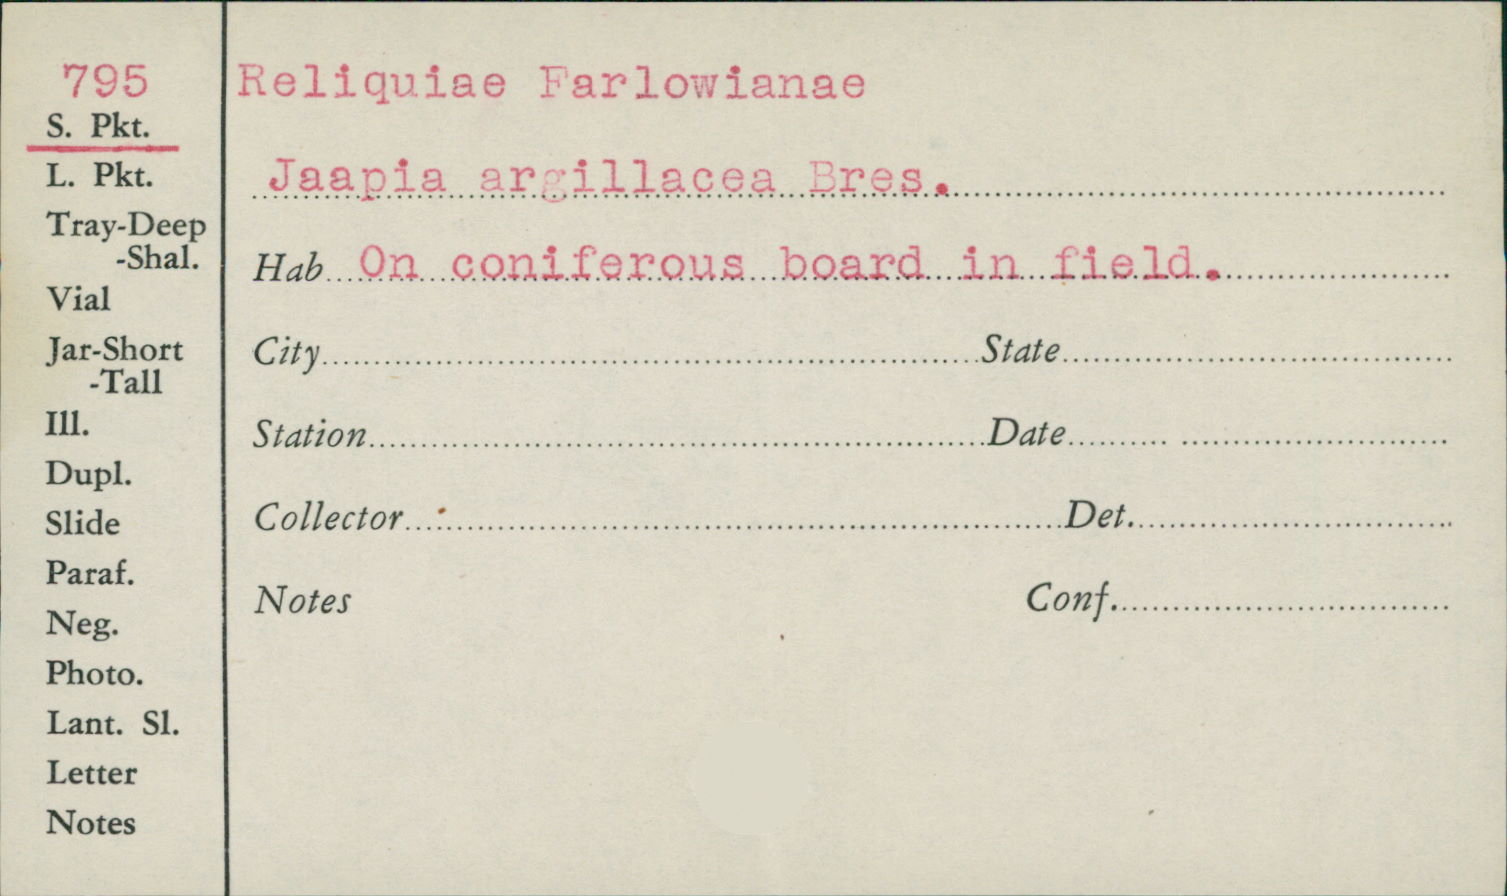 795
S. Pkt.
L. Pkt.
Tray-Deep
-Shal.
Vial
Jar-Short
-Tall
Ill.
Dupl.
Slide
Paraf.
Neg.
Photo.
Lant. Sl.
Letter
Notes
Reliquiae Farlowianae
Jaapia argillacea Bres.
Hab On coniferous board in field.
City State
Station Date
Collector Det.
Notes Conf.